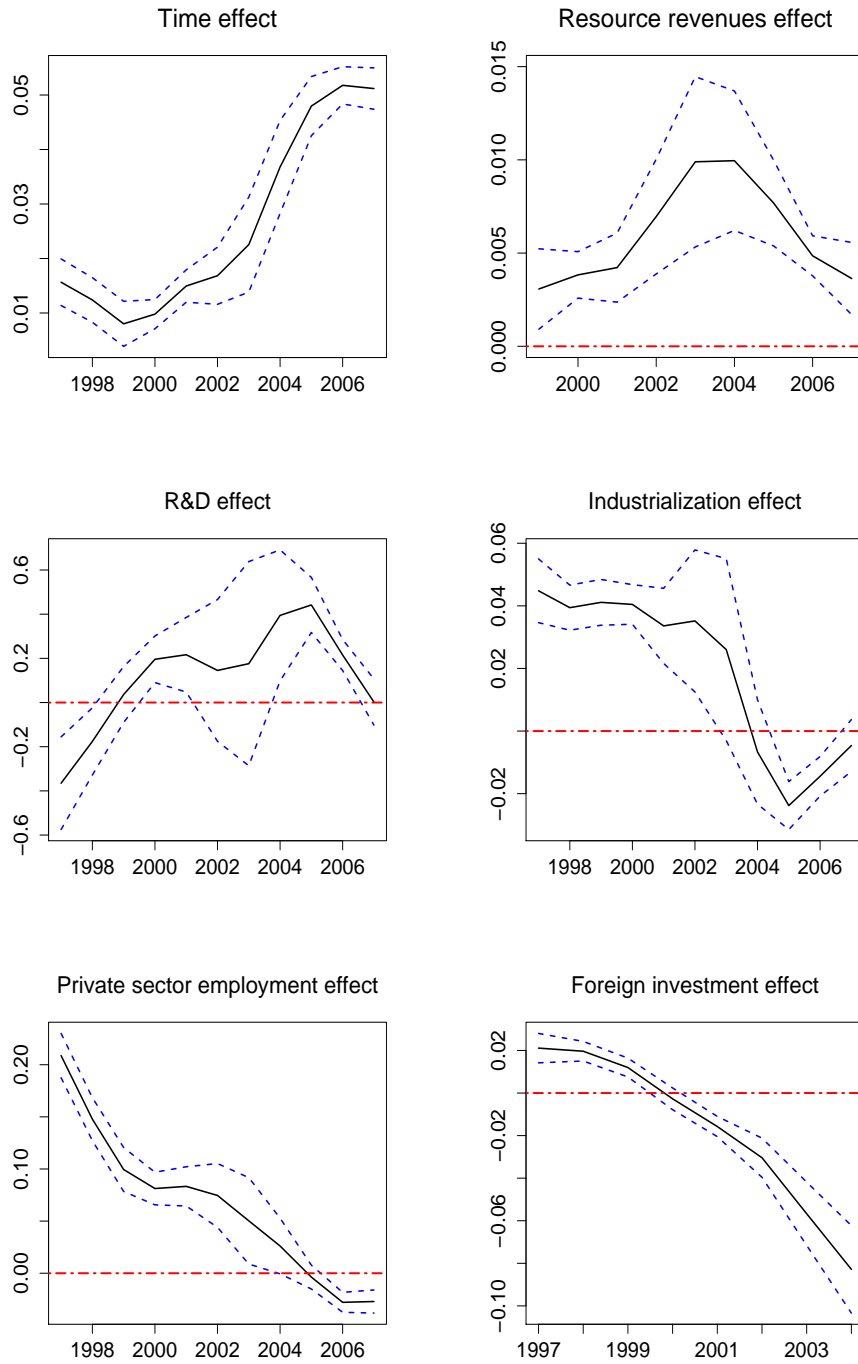 Time effect
Resource revenues effect
0.05
0.03
0.01
1998 2000 2002 2004 2006
0.015
0.010
0.005
0.000
2000 2002 2004 2006
R&D effect
Industrialization effect
0.6
0.2
−0.2
−0.6
1998 2000 2002 2004 2006
0.06
0.04
0.02
−0.02
1998 2000 2002 2004 2006
Private sector employment effect
Foreign investment effect
0.20
0.10
0.00
1998 2000 2002 2004 2006
0.02
−0.02
−0.06
−0.10
1997 1999 2001 2003